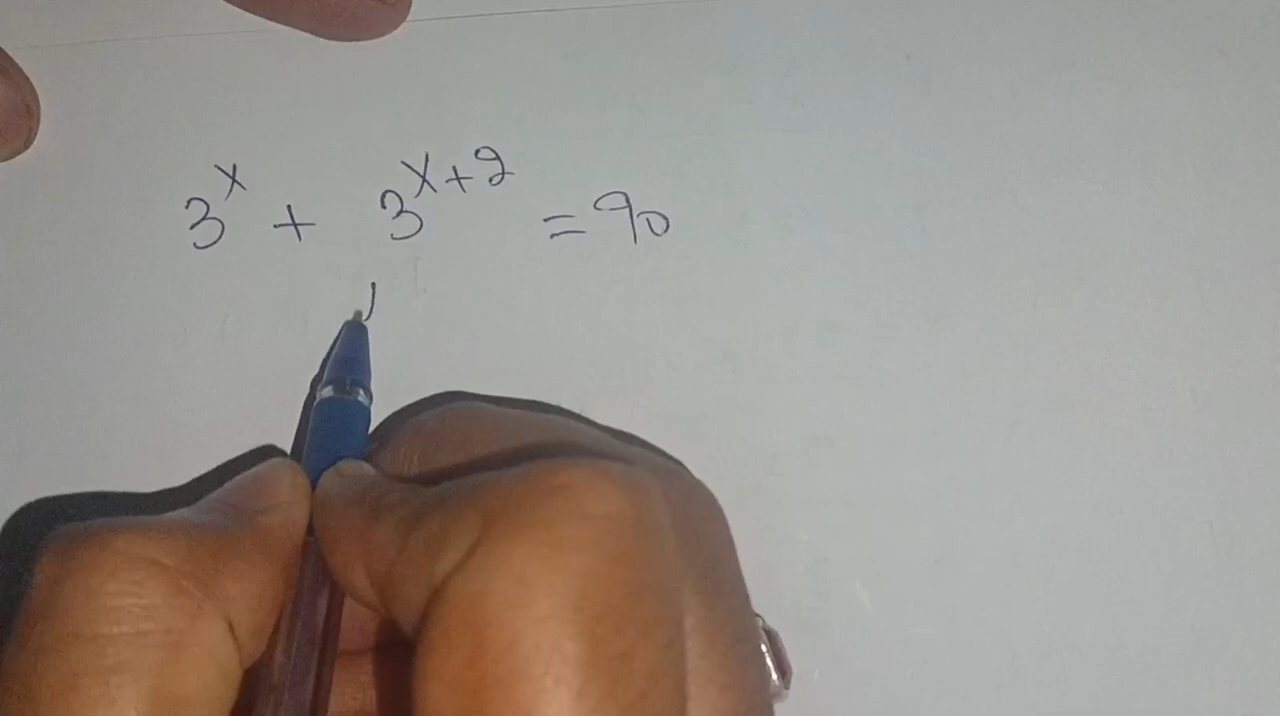 3^x + 3^{x+2} = 90